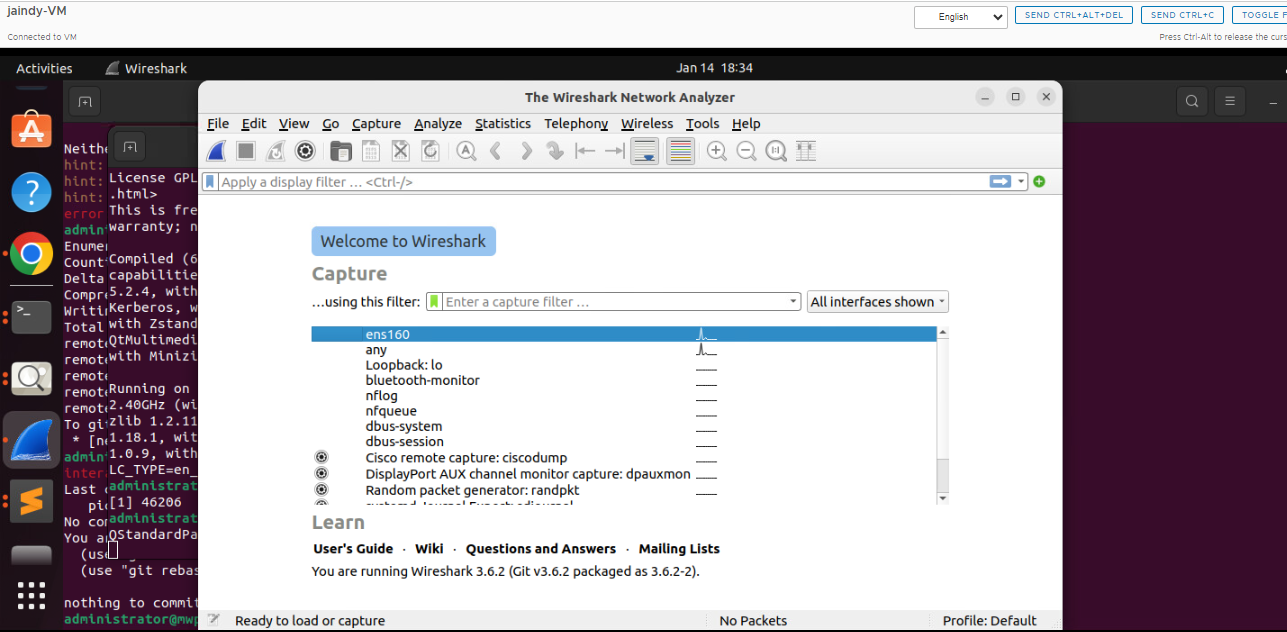 jaindy-VM
English
SEND CTRL+ALT+DEL
SEND CTRL+C
TOGGLE F
Connected to VM
Press Ctrl-Alt to release the curs
Activities
Wireshark
Jan 14 18:34
The Wireshark Network Analyzer
File Edit View Go Capture Analyze Statistics Telephony Wireless Tools Help
Apply a display filter … <Ctrl-/>
Welcome to Wireshark
Capture
…using this filter:
Enter a capture filter …
All interfaces shown
ens160
any
Loopback: lo
bluetooth-monitor
nflog
nfqueue
dbus-system
dbus-session
Cisco remote capture: ciscodump
DisplayPort AUX channel monitor capture: dpauxmon
Random packet generator: randpkt
Learn
User's Guide · Wiki · Questions and Answers · Mailing Lists
You are running Wireshark 3.6.2 (Git v3.6.2 packaged as 3.6.2-2).
Ready to load or capture
No Packets
Profile: Default
Neithe
hint:
hint:
hint:
error
admin
Enumer
Count
Delta
Compre
Writi
Total
remot
remot
remot
remot
remot
To git
* [ne
admin
inter
Last c
pic
No com
You ar
(use
(use "git rebas
nothing to commit
administrator@mwp
License GPL
.html>
This is fre
warranty; n
Compiled (6
capabilitie
5.2.4, with
Kerberos, w
with Zstand
QtMultimedi
with Minizi
Running on
2.40GHz (wi
zlib 1.2.11
1.18.1, wit
1.0.9, with
LC_TYPE=en_
administrat
[1] 46206
administrat
QStandardPa